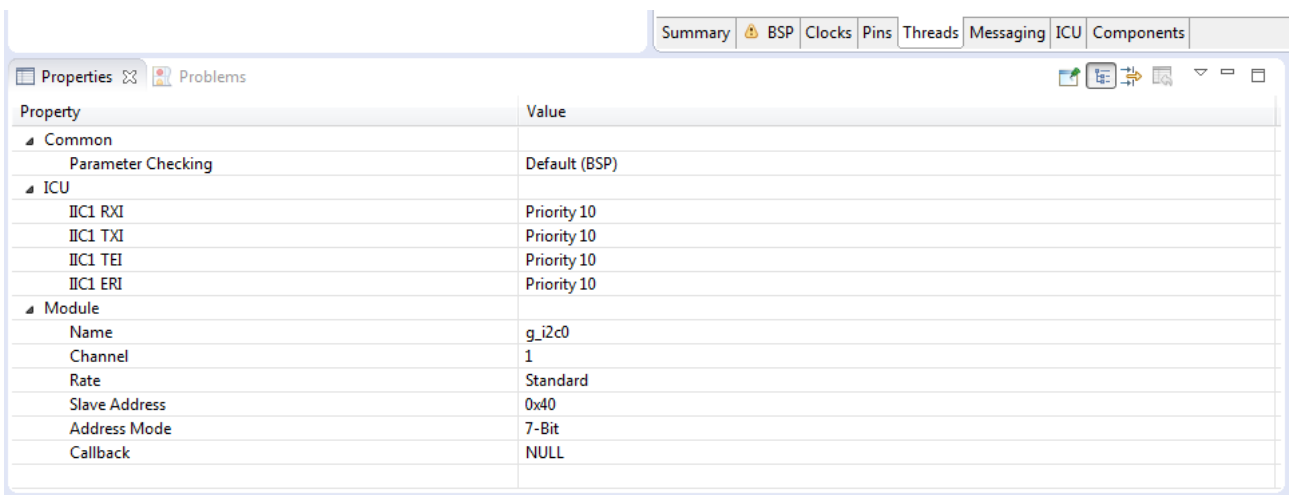 Summary BSP Clocks Pins Threads Messaging ICU Components
Properties Problems
Property Value
Common
Parameter Checking Default (BSP)
ICU
IIC1 RXI Priority 10
IIC1 TXI Priority 10
IIC1 TEI Priority 10
IIC1 ERI Priority 10
Module
Name g_i2c0
Channel 1
Rate Standard
Slave Address 0x40
Address Mode 7-Bit
Callback NULL